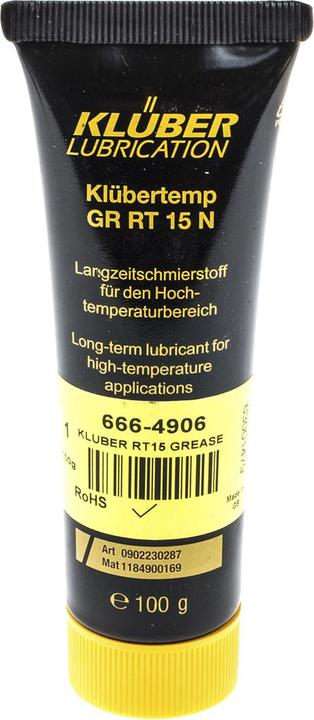 KLÜBER
LUBRICATION
Klübertemp
GR RT 15 N
Langzeitschmierstoff
für den Hoch-
temperaturbereich
Long-term lubricant for
high-temperature
applications
666-4906
1
KLUBER RT15 GREASE
RoHS
Made
Art 0902230287
Mat 1184900169
e 100 g